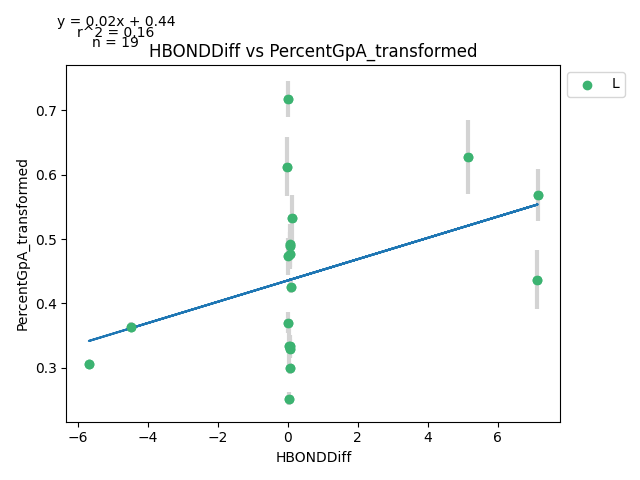 y = 0.02x + 0.44
r^2 = 0.16
n = 19
HBONDDiff vs PercentGpA_transformed
L
PercentGpA_transformed
0.7
0.6
0.5
0.4
0.3
−6 −4 −2 0 2 4 6
HBONDDiff